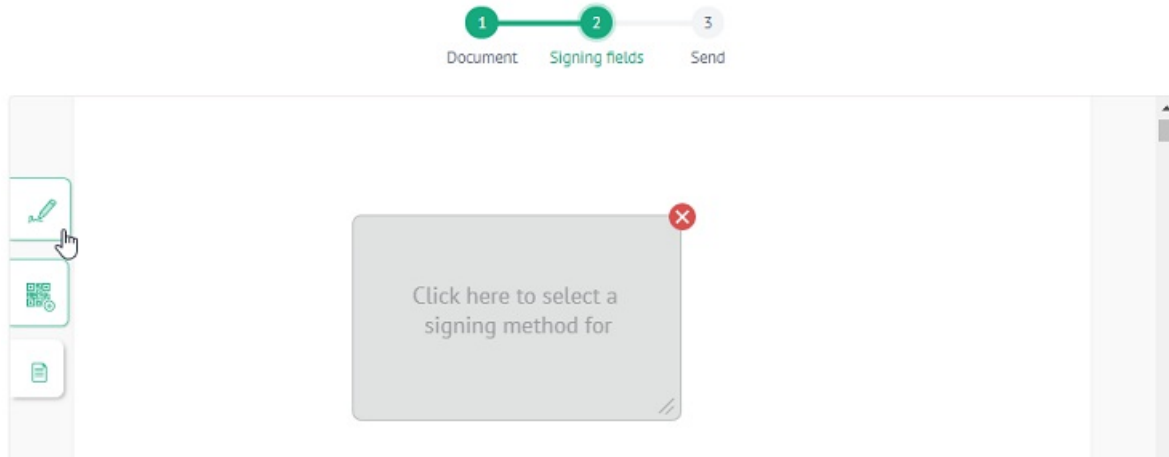 1
2
3
Document
Signing fields
Send
Click here to select a
signing method for